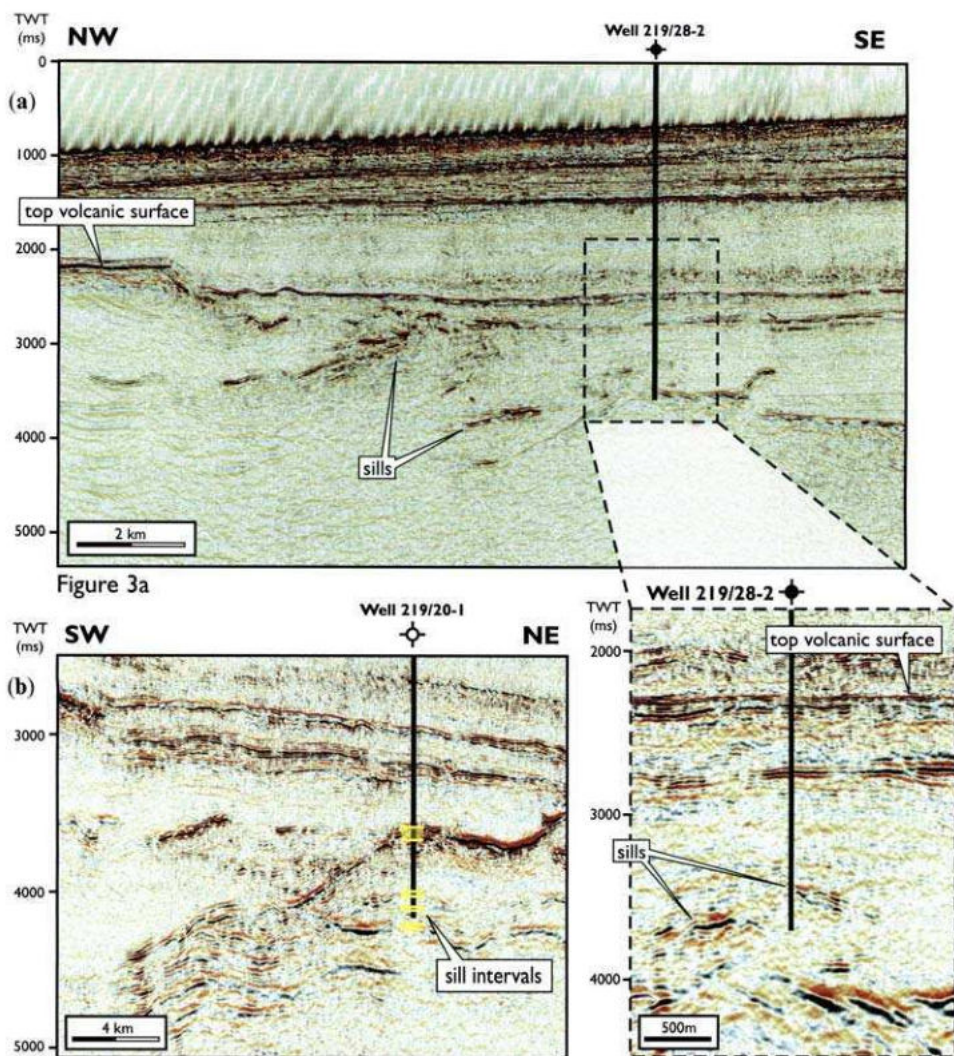 TWT
(ms)
NW
Well 219/28-2
SE
0
(a)
1000
top volcanic surface
2000
3000
4000
sills
5000
2 km
Figure 3a
Well 219/20-1
TWT
(ms)
SW
NE
(b)
3000
4000
sill intervals
4 km
5000
TWT
(ms)
Well 219/28-2
top volcanic surface
2000
3000
sills
4000
500m